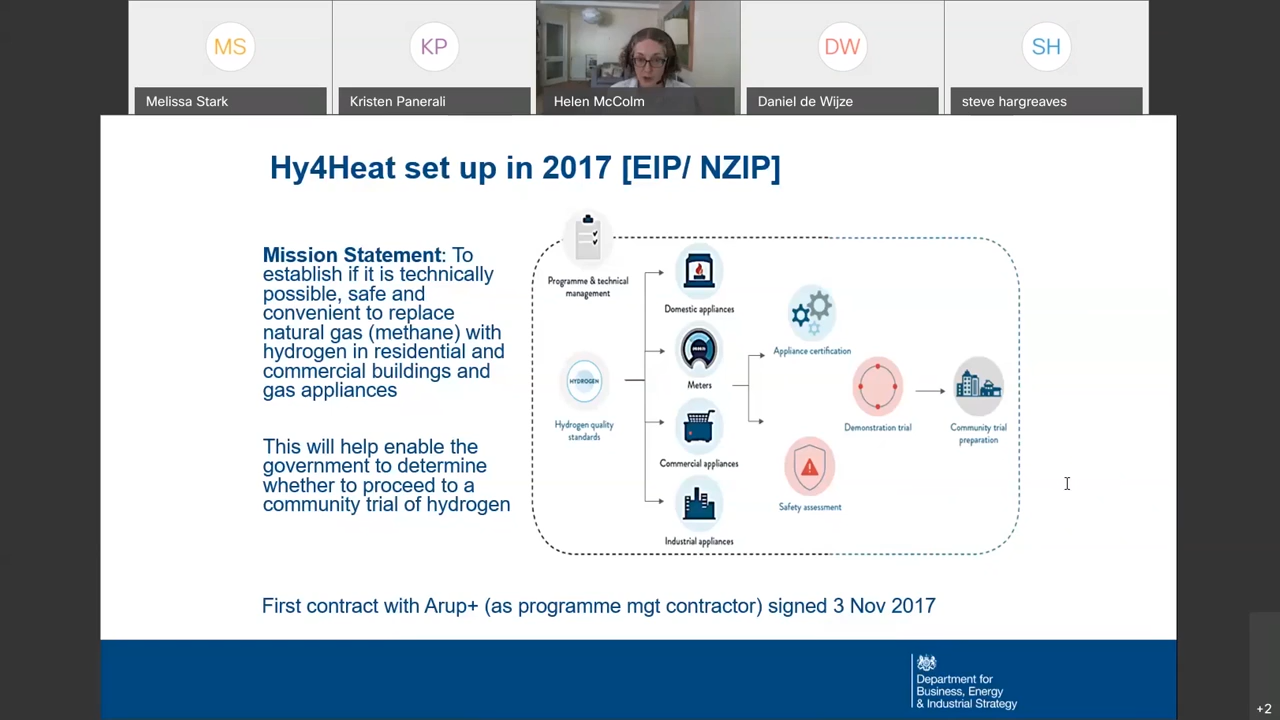 MS
KP
DW
SH
Melissa Stark
Kristen Panerali
Helen McColm
Daniel de Wijze
steve hargreaves
Hy4Heat set up in 2017 [EIP/ NZIP]
Mission Statement: To
establish if it is technically
possible, safe and
convenient to replace
natural gas (methane) with
hydrogen in residential and
commercial buildings and
gas appliances
This will help enable the
government to determine
whether to proceed to a
community trial of hydrogen
Programme & technical
management
HYDROGEN
Hydrogen quality
standards
Domestic appliances
Meters
Commercial appliances
Industrial appliances
Appliance certification
Safety assessment
Demonstration trial
Community trial
preparation
First contract with Arup+ (as programme mgt contractor) signed 3 Nov 2017
Department for
Business, Energy
& Industrial Strategy
+2